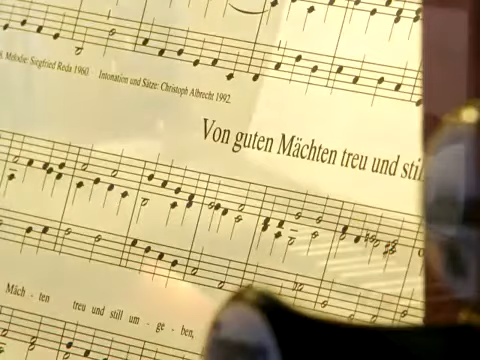 Melodie: Siegfried Reda 1960. Intonation und Sätze: Christoph Albrecht 1992
Von guten Mächten treu und stil
Mäch - ten treu und still um - ge - ben,